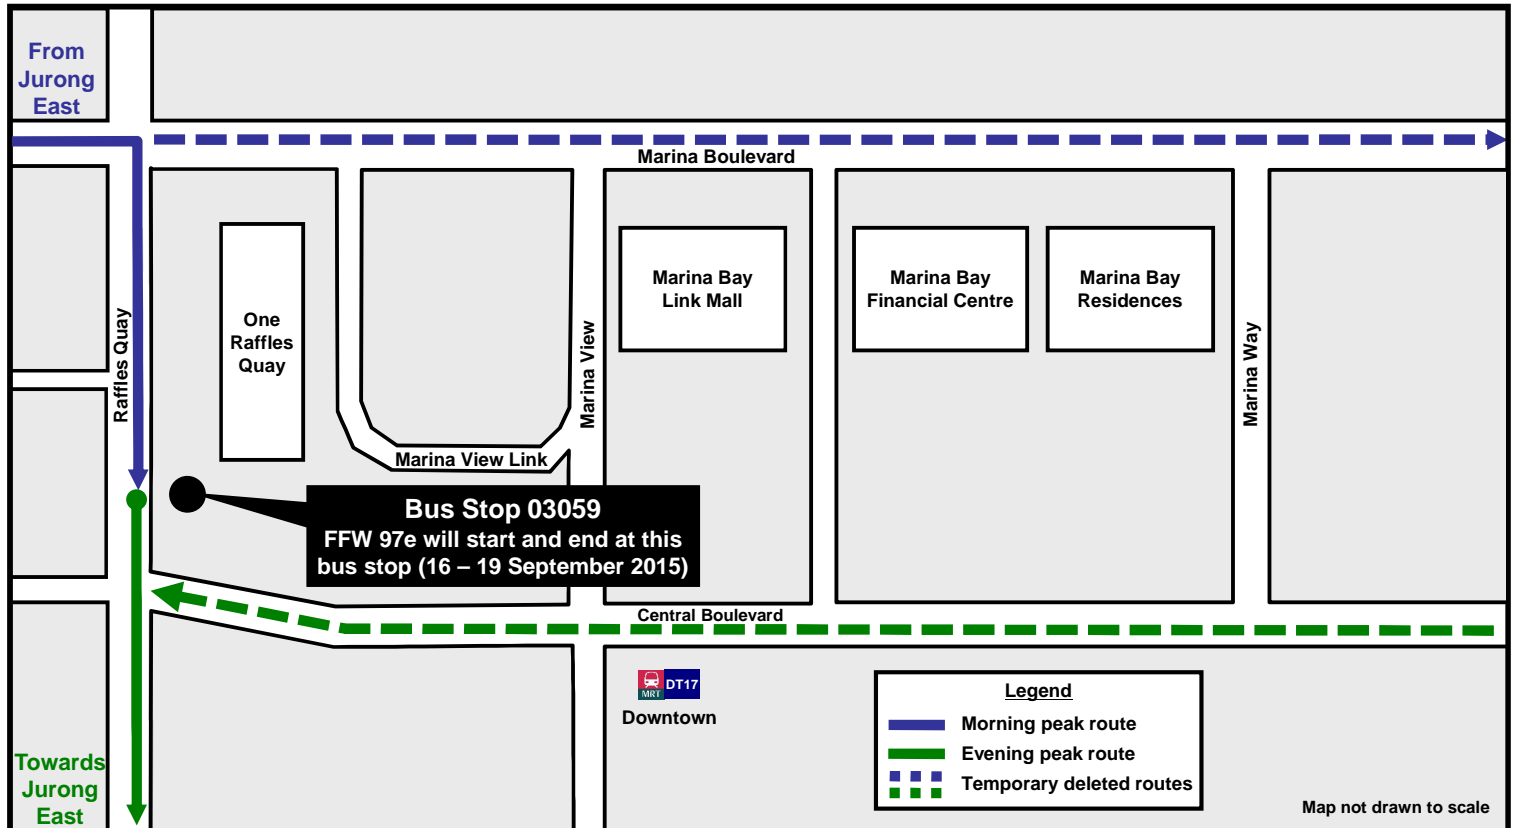 From
Jurong
East
Marina Boulevard
Raffles Quay
One
Raffles
Quay
Marina View
Marina View Link
Marina Bay
Link Mall
Marina Bay
Financial Centre
Marina Bay
Residences
Marina Way
Bus Stop 03059
FFW 97e will start and end at this
bus stop (16 – 19 September 2015)
Central Boulevard
MRT
DT17
Downtown
Legend
Morning peak route
Evening peak route
Temporary deleted routes
Towards
Jurong
East
Map not drawn to scale